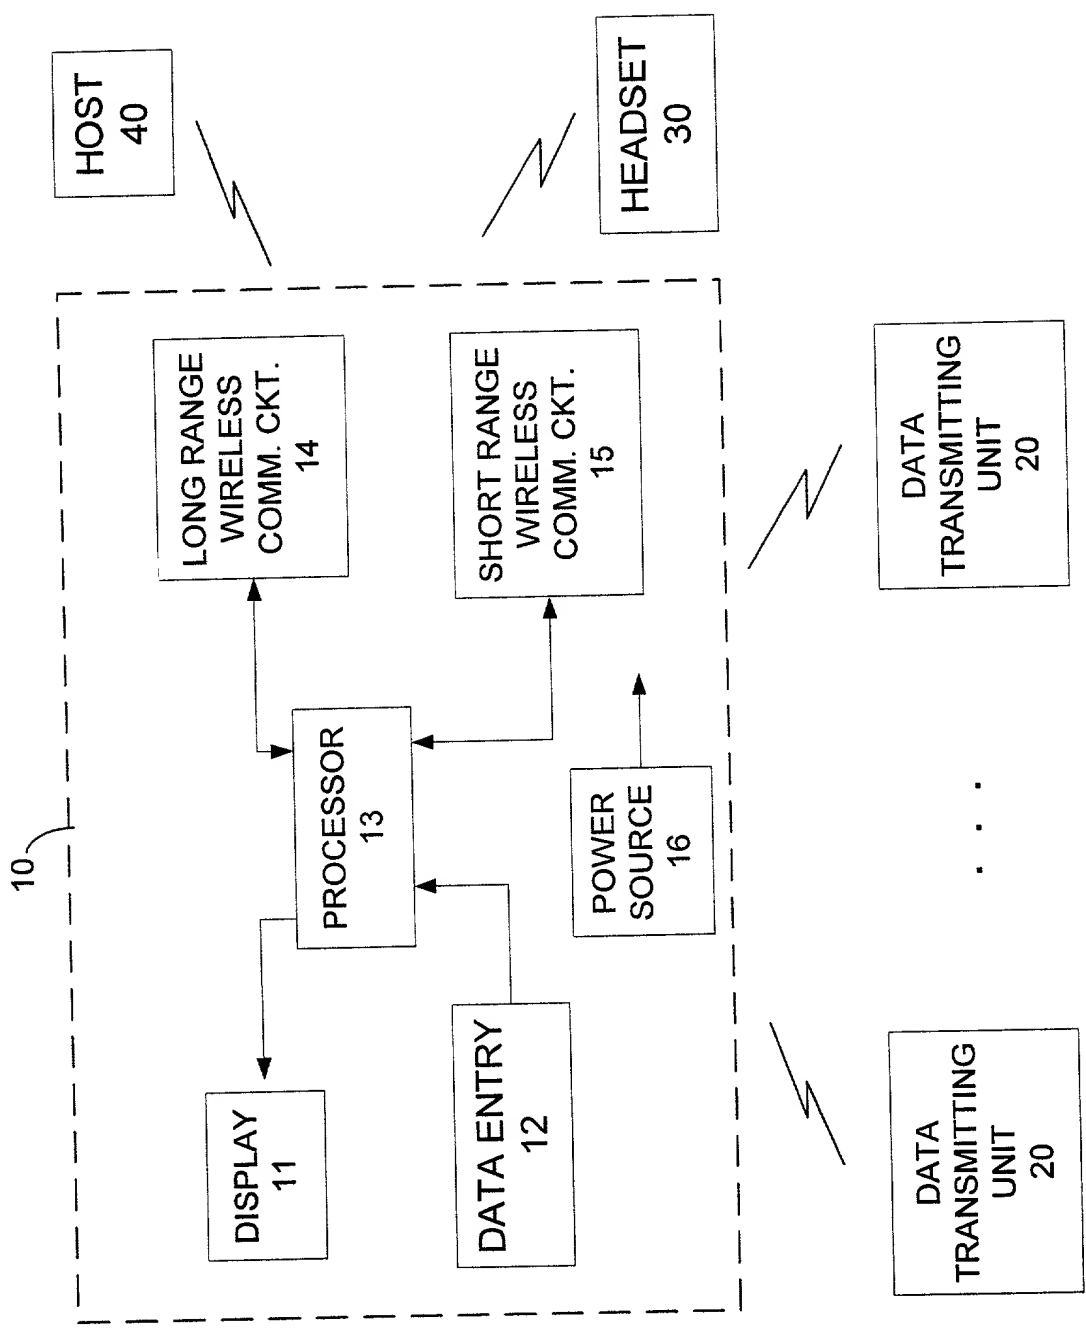 10
DISPLAY
11
DATA ENTRY
12
PROCESSOR
13
POWER
SOURCE
16
LONG RANGE
WIRELESS
COMM. CKT.
14
SHORT RANGE
WIRELESS
COMM. CKT.
15
HOST
40
HEADSET
30
DATA
TRANSMITTING
UNIT
20
. . .
DATA
TRANSMITTING
UNIT
20